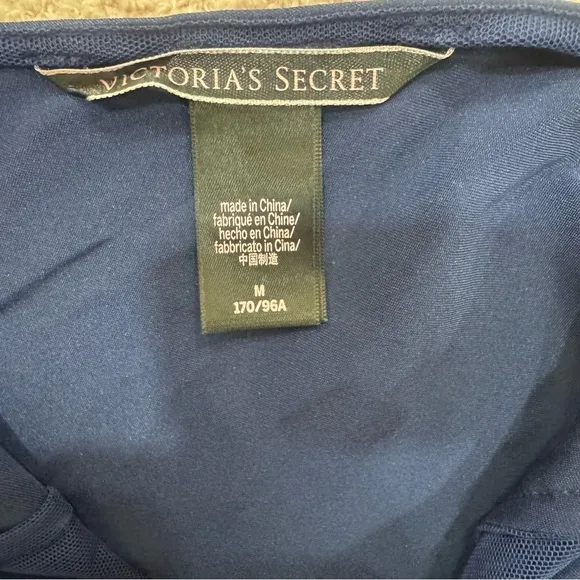 VICTORIA'S SECRET
made in China/
fabriqué en Chine/
hecho en China/
fabbricato in Cina/
中国制造
M
170/96A